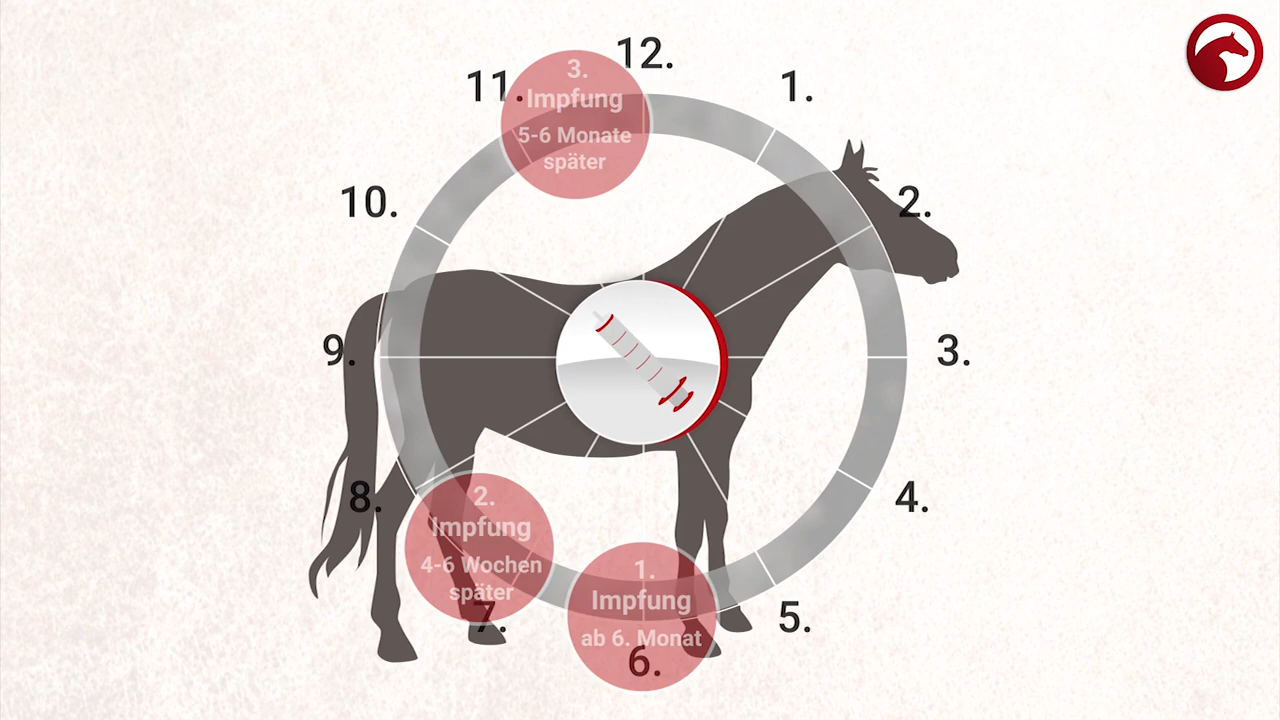 12.
11.
1.
3.
Impfung
5-6 Monate
später
10.
2.
9.
3.
8.
4.
2.
Impfung
4-6 Wochen
später
7.
5.
1.
Impfung
ab 6. Monat
6.